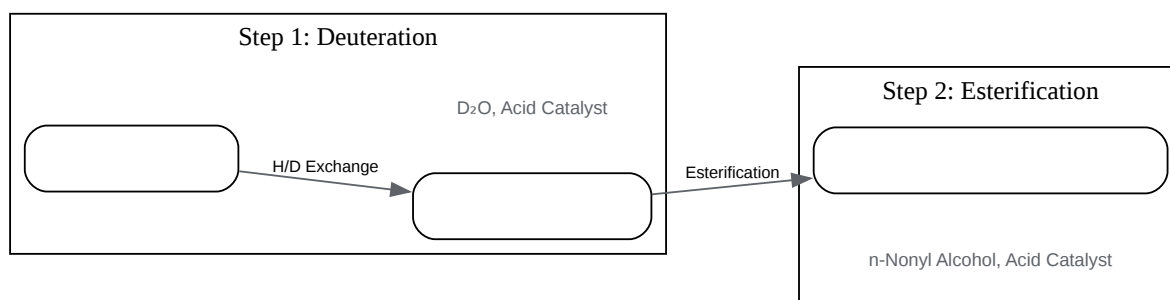 Step 1: Deuteration
D₂O, Acid Catalyst
H/D Exchange
Esterification
Step 2: Esterification
n-Nonyl Alcohol, Acid Catalyst